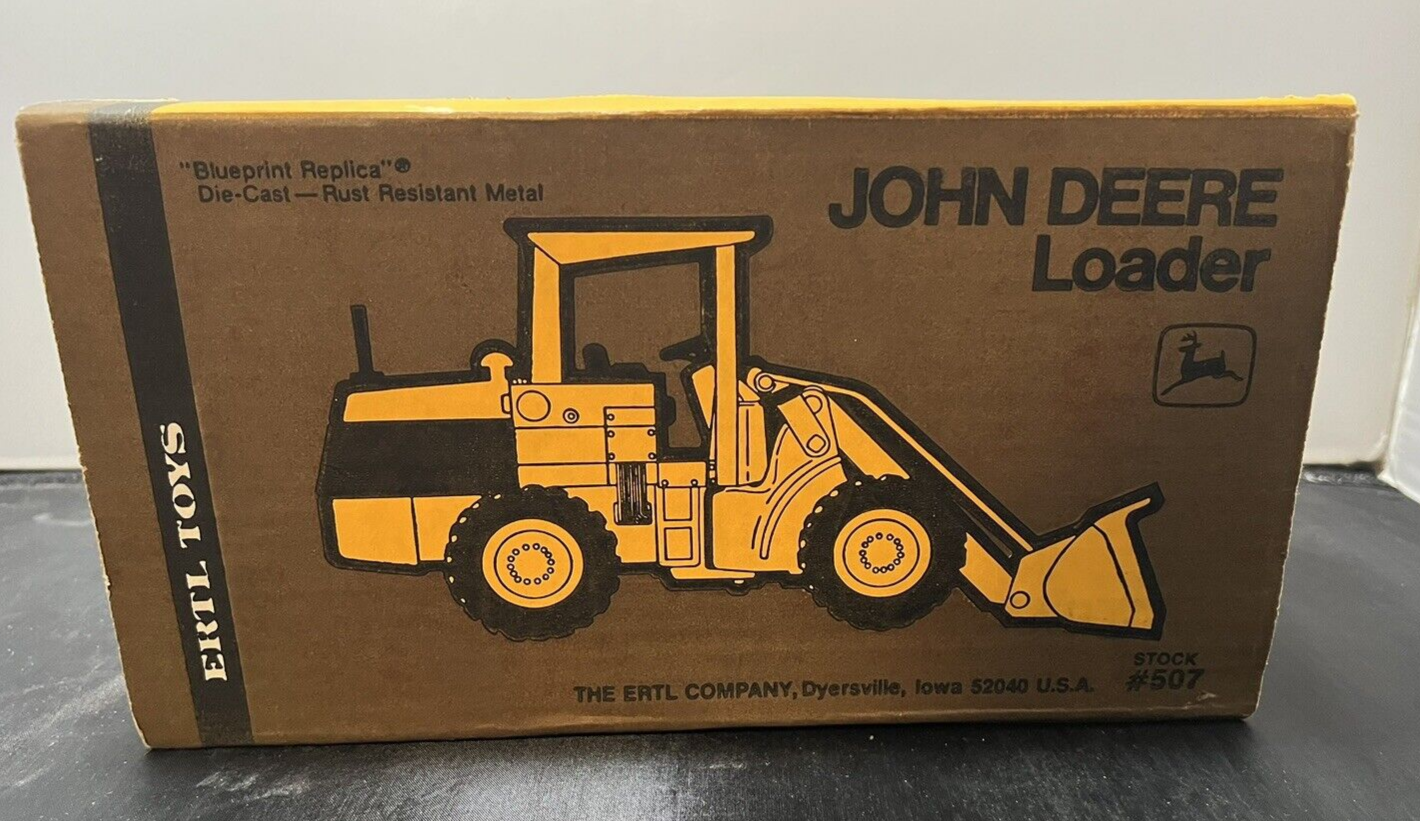 "Blueprint Replica"®
Die-Cast—Rust Resistant Metal
JOHN DEERE
Loader
ERTL TOYS
STOCK
#507
THE ERTL COMPANY, Dyersville, Iowa 52040 U.S.A.